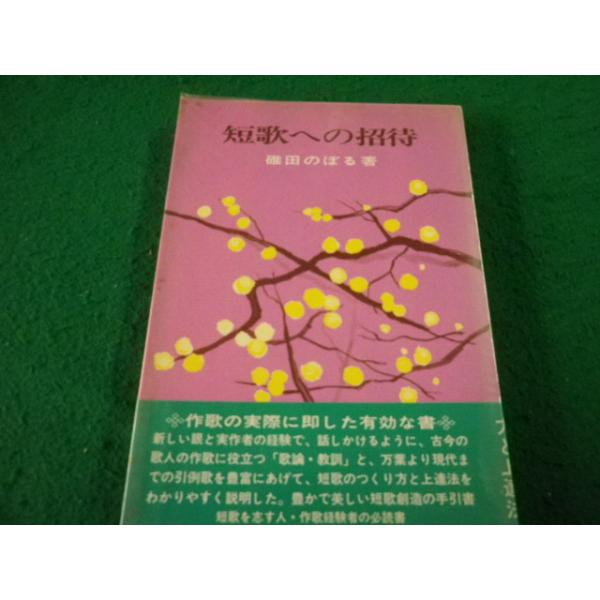 短歌への招待
碓田のぼる著
作歌の実際に即した有効な書
新しい眼と実作者の経験で、話しかけるように、古今の
歌人の作歌に役立つ「歌論・教訓」と、万葉より現代ま
での引例歌を豊富にあげて、短歌のつくり方と上達法を
わかりやすく説明した。豊かで美しい短歌創造の手引書
短歌を志す人・作歌経験者の必読書